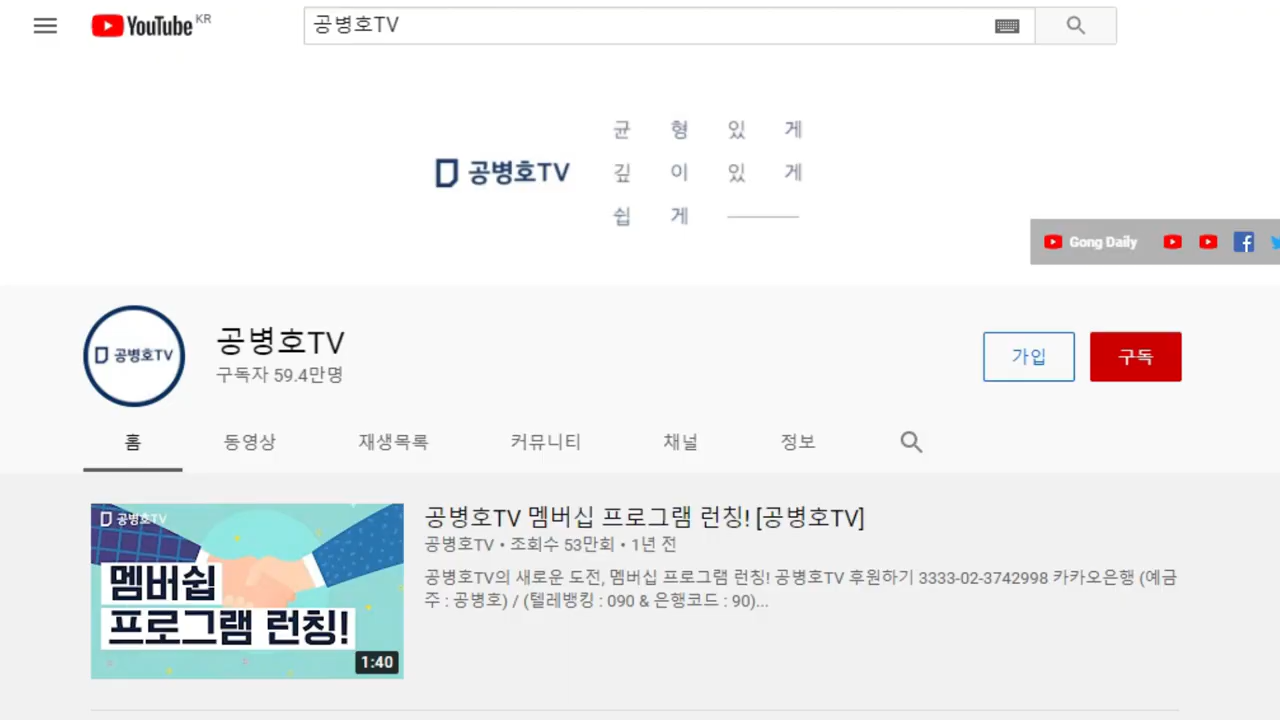 YouTube KR
공병호TV
균 형 있 게
공병호TV
깊 이 있 게
쉽 게
Gong Daily
공병호TV
공병호TV
구독자 59.4만명
가입
구독
홈 동영상 재생목록 커뮤니티 채널 정보
공병호TV
멤버쉽
프로그램 런칭!
1:40
공병호TV 멤버십 프로그램 런칭! [공병호TV]
공병호TV • 조회수 53만회 • 1년 전
공병호TV의 새로운 도전, 멤버십 프로그램 런칭! 공병호TV 후원하기 3333-02-3742998 카카오은행 (예금
주 : 공병호) / (텔레뱅킹 : 090 & 은행코드 : 90)...